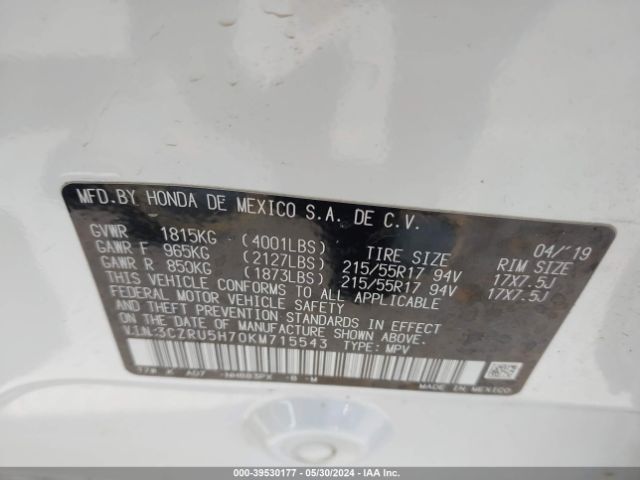 MFD.BY HONDA DE MEXICO S.A. DE C.V.
04/'19
GVWR 1815KG (4001LBS) TIRE SIZE RIM SIZE
GAWR F 965KG (2127LBS) 215/55R17 94V 17X7.5J
GAWR R 850KG (1873LBS) 215/55R17 94V 17X7.5J
THIS VEHICLE CONFORMS TO ALL APPLICABLE
FEDERAL MOTOR VEHICLE SAFETY
AND THEFT PREVENTION STANDARDS IN EFFECT
ON THE DATE OF MANUFACTURE SHOWN ABOVE.
V.I.N:3CZRU5H70KM715543 TYPE: MPV
NH883PX -B -M MADE IN MEXICO
000-39530177 - 05/30/2024 - IAAI.COM